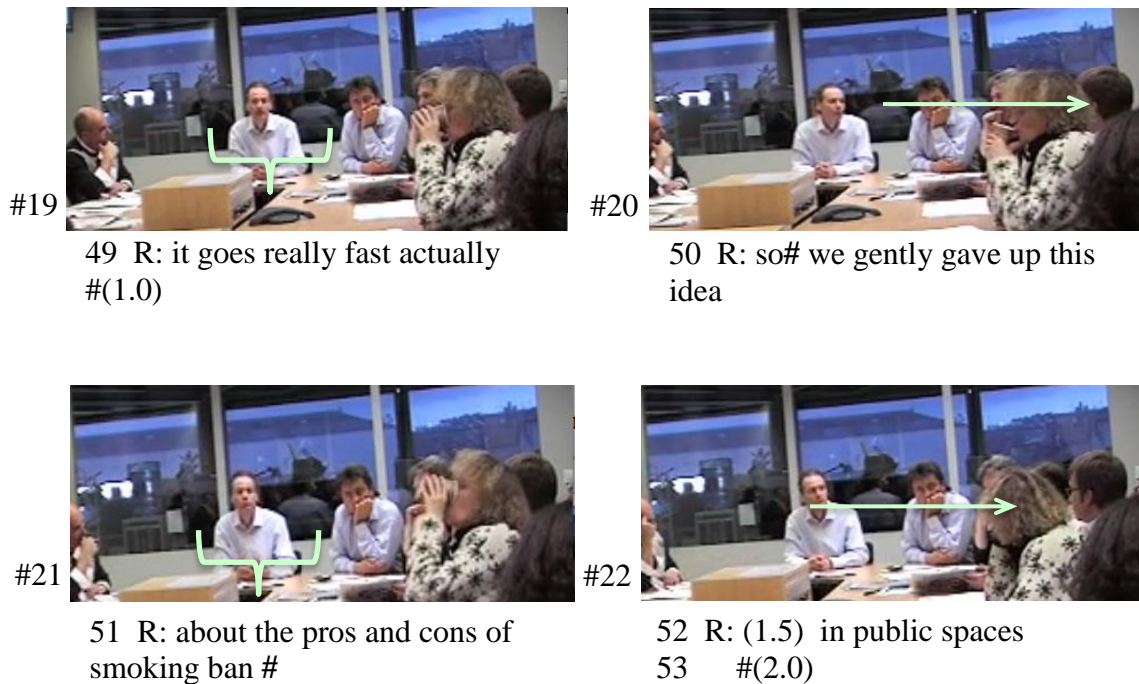 #19
49 R: it goes really fast actually
#(1.0)
#20
50 R: so# we gently gave up this
idea
#21
51 R: about the pros and cons of
smoking ban #
#22
52 R: (1.5) in public spaces
53 #(2.0)